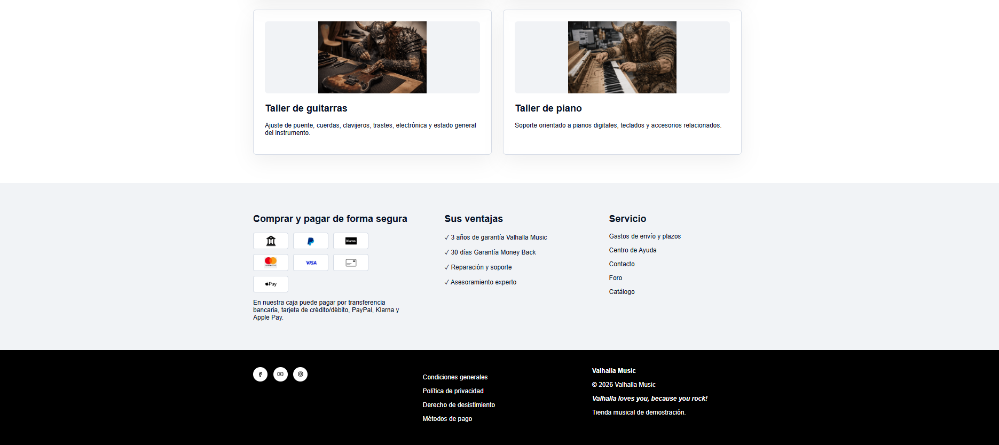 Taller de guitarras
Ajuste de puente, cuerdas, clavijeros, trastes, electrónica y estado general
del instrumento.
Taller de piano
Soporte orientado a pianos digitales, teclados y accesorios relacionados.
Comprar y pagar de forma segura
Klarna
VISA
Pay
En nuestra caja puede pagar por transferencia
bancaria, tarjeta de crédito/débito, PayPal, Klarna y
Apple Pay.
Sus ventajas
✓ 3 años de garantía Valhalla Music
✓ 30 días Garantía Money Back
✓ Reparación y soporte
✓ Asesoramiento experto
Servicio
Gastos de envío y plazos
Centro de Ayuda
Contacto
Foro
Catálogo
Condiciones generales
Política de privacidad
Derecho de desistimiento
Métodos de pago
Valhalla Music
© 2026 Valhalla Music
Valhalla loves you, because you rock!
Tienda musical de demostración.